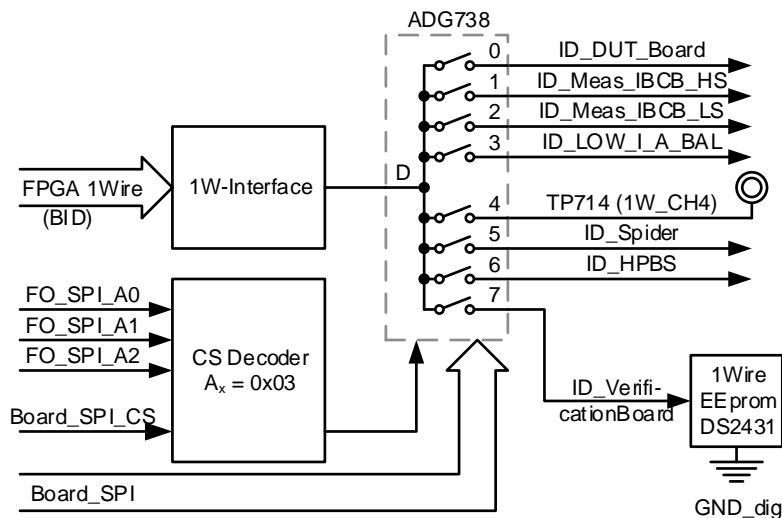 ADG738
0 ID_DUT_Board
1 ID_Meas_IBCB_HS
2 ID_Meas_IBCB_LS
3 ID_LOW_I_A_BAL
FPGA 1Wire
(BID)
1W-Interface
D
4 TP714 (1W_CH4)
5 ID_Spider
6 ID_HPBS
7
FO_SPI_A0
FO_SPI_A1
FO_SPI_A2
CS Decoder
Ax = 0x03
Board_SPI_CS
ID_Verifi-
cationBoard
1Wire
EEprom
DS2431
Board_SPI
GND_dig